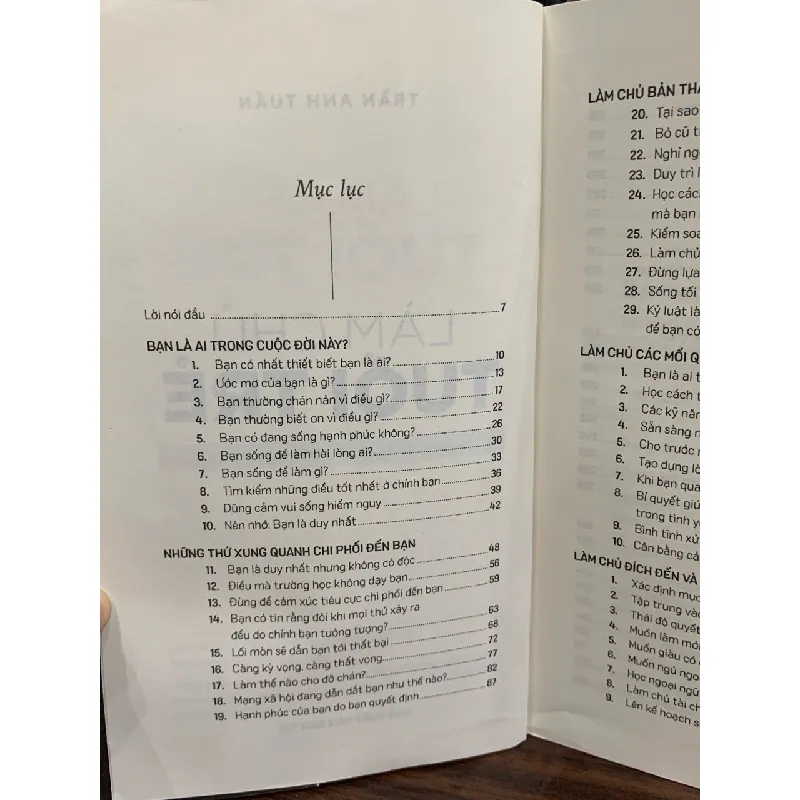 TRẦN ANH TUẤN
Mục lục
Lời nói đầu 7
BẠN LÀ AI TRONG CUỘC ĐỜI NÀY?
1. Bạn có nhất thiết biết bạn là ai? 10
2. Ước mơ của bạn là gì? 13
3. Bạn thường chán nản vì điều gì? 17
4. Bạn thường biết ơn vì điều gì? 22
5. Bạn có đang sống hạnh phúc không? 26
6. Bạn sống để làm hài lòng ai? 30
7. Bạn sống để làm gì? 33
8. Tìm kiếm những điều tốt nhất ở chính bạn 36
9. Dũng cảm vui sống hiểm nguy 39
10. Nên nhớ: Bạn là duy nhất 42
NHỮNG THỨ XUNG QUANH CHI PHỐI ĐẾN BẠN
11. Bạn là duy nhất nhưng không cô độc 48
12. Điều mà trường học không dạy bạn 56
13. Đừng để cảm xúc tiêu cực chi phối đến bạn 59
14. Bạn có tin rằng đôi khi mọi thứ xảy ra
đều do chính bạn tưởng tượng? 63
15. Lối mòn sẽ dẫn bạn tới thất bại 68
16. Càng kỳ vọng, càng thất vọng 72
17. Làm thế nào cho đỡ chán? 77
18. Mạng xã hội đang dẫn dắt bạn như thế nào? 82
19. Hạnh phúc của bạn do bạn quyết định 87
LÀM CHỦ BẢN THÂ
20. Tại sao
21. Bỏ cũ t
22. Nghỉ ng
23. Duy trì l
24. Học các
mà bạn
25. Kiểm soá
26. Làm chủ
27. Đừng lựa
28. Sống tối
29. Kỷ luật là
để bạn có
LÀM CHỦ CÁC MỐI Q
1. Bạn là ai t
2. Học cách t
3. Các kỹ năn
4. Sẵn sàng n
5. Cho trước n
6. Tạo dựng lò
7. Khi bạn qua
8. Bí quyết giú
trong tình y
9. Bình tĩnh xử
10. Cân bằng cá
LÀM CHỦ ĐÍCH ĐẾN VÀ
1. Xác định mục
2. Tập trung vào
3. Thái độ quyết
4. Muốn làm món
5. Muốn giàu có
6. Muốn ngủ ngo
7. Học ngoại ngữ
8. Làm chủ tài ch
9. Lên kế hoạch s